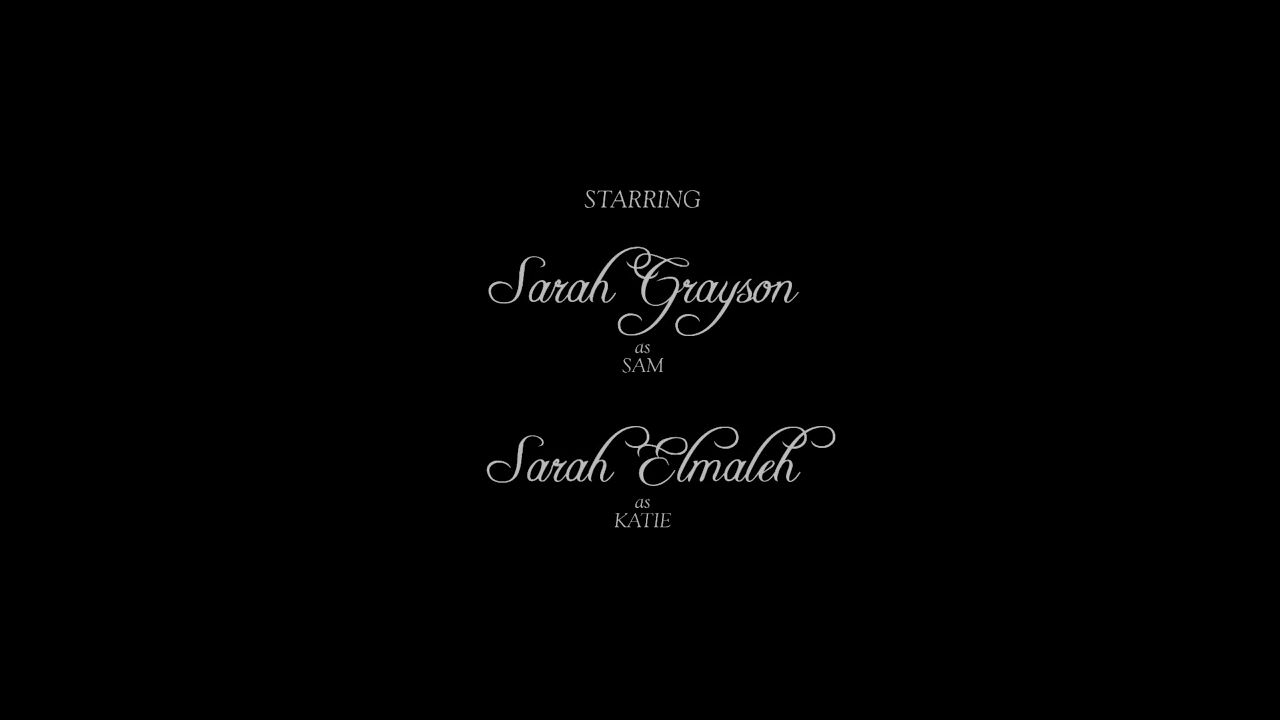 STARRING
Sarah Grayson
as
SAM
Sarah Elmaleh
as
KATIE